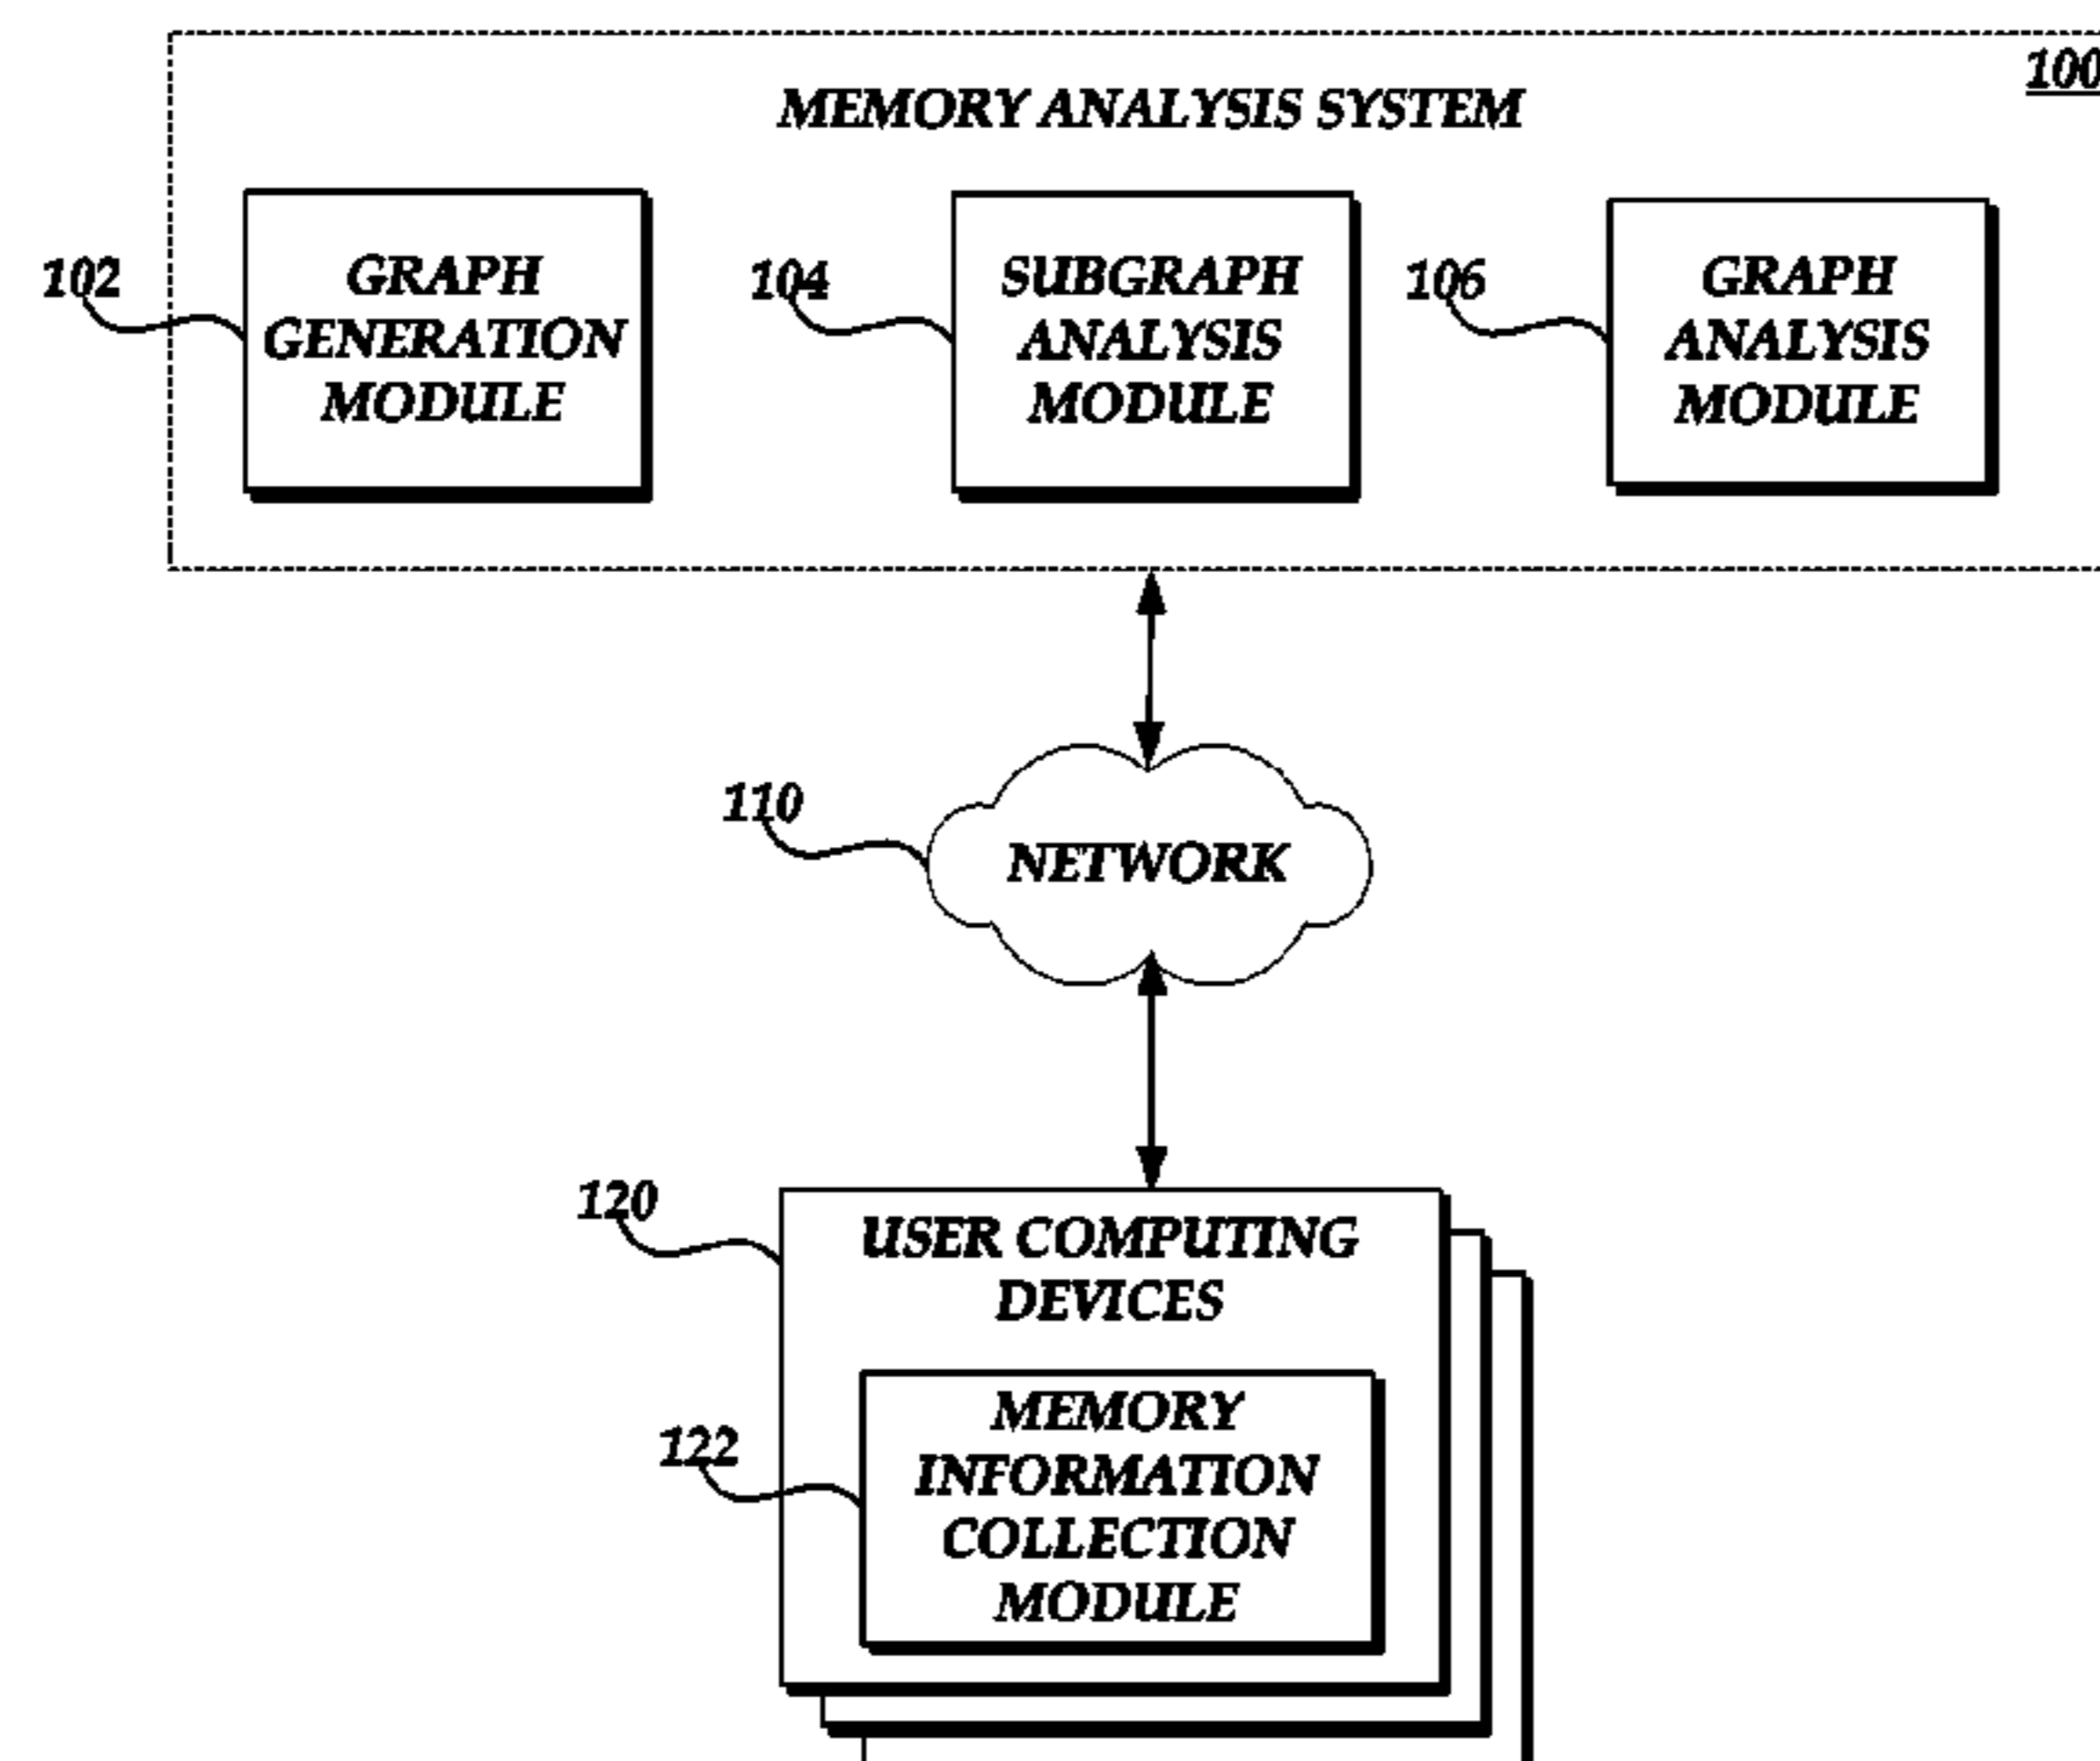 100
MEMORY ANALYSIS SYSTEM
102
GRAPH
GENERATION
MODULE
104
SUBGRAPH
ANALYSIS
MODULE
106
GRAPH
ANALYSIS
MODULE
110
NETWORK
120
USER COMPUTING
DEVICES
122
MEMORY
INFORMATION
COLLECTION
MODULE